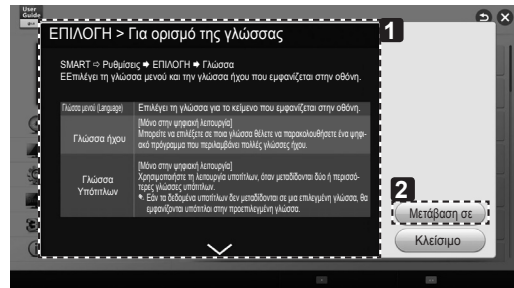 User
Guide
1
ΕΠΙΛΟΓΗ > Για ορισμό της γλώσσας
SMART ⇨ Ρυθμίσεις ➡ ΕΠΙΛΟΓΗ ➡ Γλώσσα
ΕΕπιλέγει τη γλώσσα μενού και την γλώσσα ήχου που εμφανίζεται στην οθόνη.
Γλώσσα μενού (Language)
Επιλέγει τη γλώσσα για το κείμενο που εμφανίζεται στην οθόνη.
Γλώσσα ήχου
[Μόνο στην ψηφιακή λειτουργία]
Μπορείτε να επιλέξετε σε ποια γλώσσα θέλετε να παρακολουθήσετε ένα ψηφι-
ακό πρόγραμμα που περιλαμβάνει πολλές γλώσσες ήχου.
Γλώσσα
Υπότιτλων
[Μόνο στην ψηφιακή λειτουργία]
Χρησιμοποιήστε τη λειτουργία υποτίτλων, όταν μεταδίδονται δύο ή περισσό-
τερες γλώσσες υποτίτλων.
Εάν τα δεδομένα υποτίτλων δεν μεταδίδονται σε μια επιλεγμένη γλώσσα, θα
εμφανίζονται υπότιτλοι στην προεπιλεγμένη γλώσσα.
2
Μετάβαση σε
Κλείσιμο